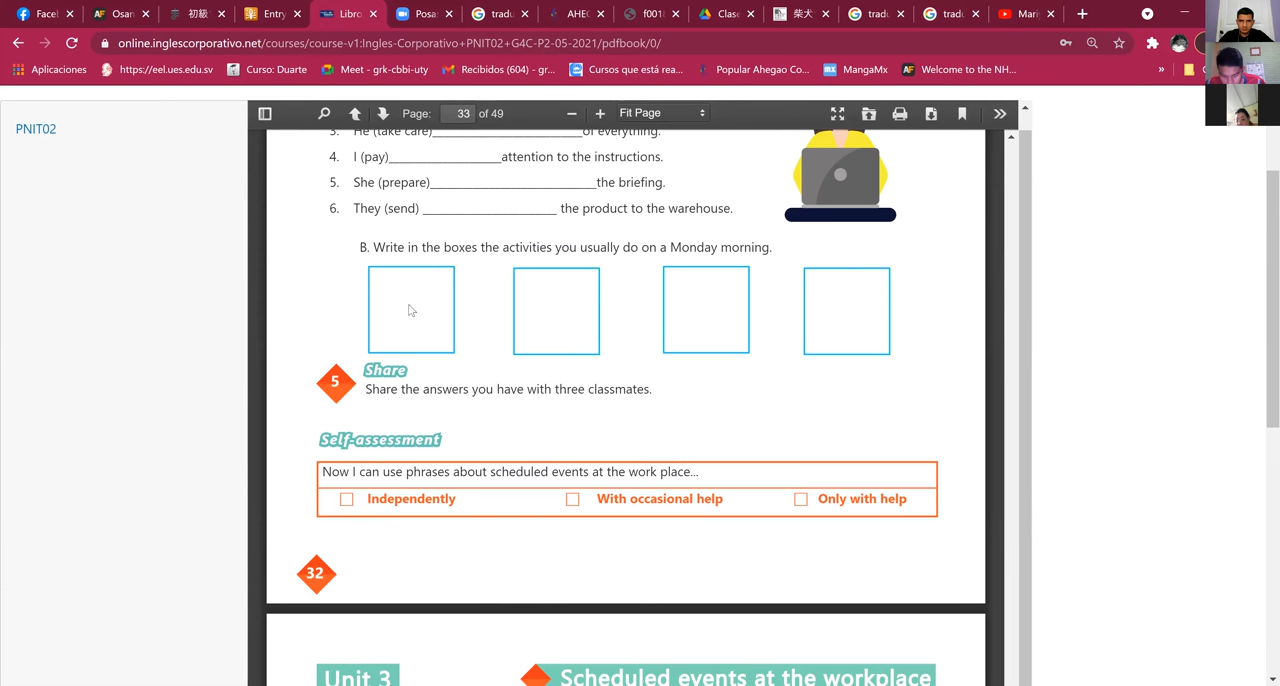 Faceb
Osan
初級
Entry
Libro
Posas
tradu
AHEG
f001
Clase
柴犬
tradu
tradu
Mari
online.inglescorporativo.net/courses/course-v1:Ingles-Corporativo+PNIT02+G4C-P2-05-2021/pdfbook/0/
Aplicaciones https://eel.ues.edu.sv Curso: Duarte Meet - grk-cbbi-uty Recibidos (604) - gr... Cursos que está rea... Popular Ahegao Co... MangaMx Welcome to the NH...
PNIT02
Page: 33 of 49 Fit Page
3. He (take care)____________________of everything.
4. I (pay)_______________attention to the instructions.
5. She (prepare)______________________the briefing.
6. They (send) __________________ the product to the warehouse.
B. Write in the boxes the activities you usually do on a Monday morning.
5 Share
Share the answers you have with three classmates.
Self-assessment
Now I can use phrases about scheduled events at the work place...
Independently With occasional help Only with help
32
Unit 3 Scheduled events at the workplace